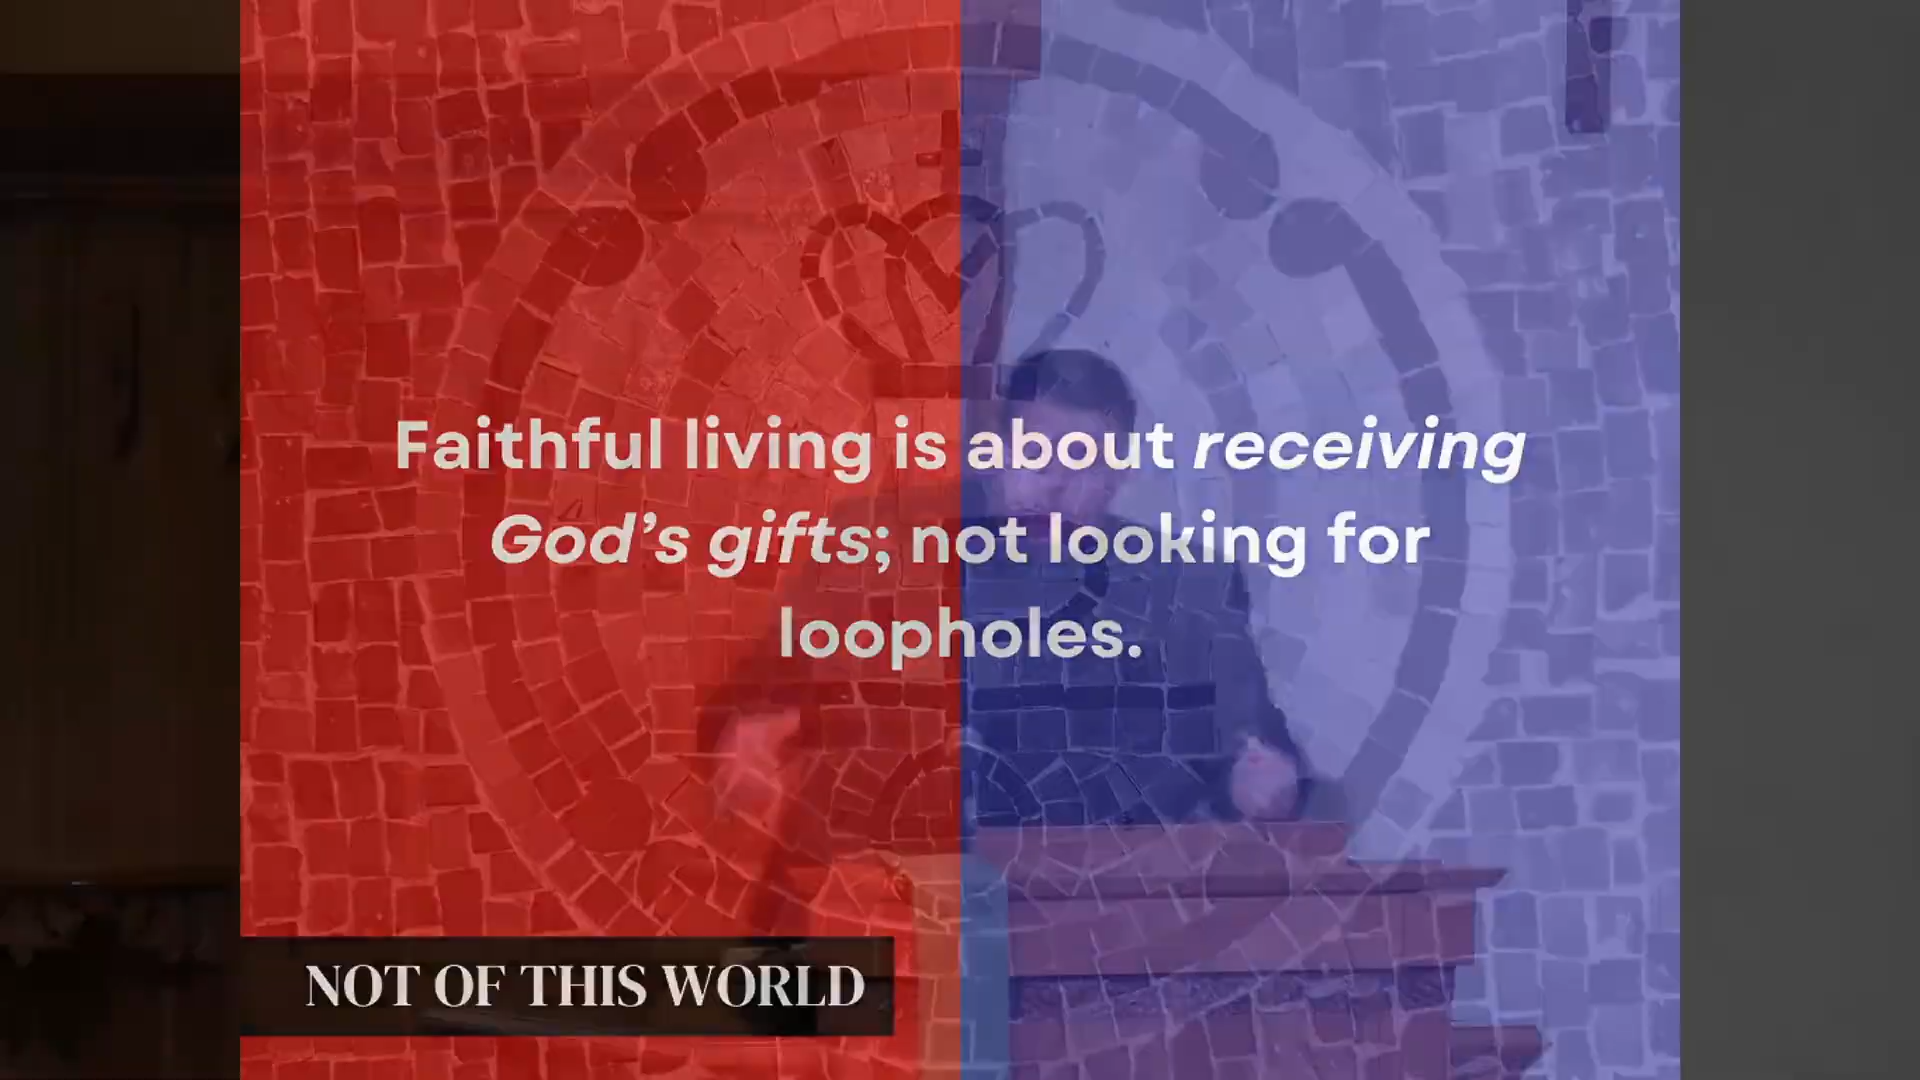 Faithful living is about receiving
God’s gifts; not looking for
loopholes.
NOT OF THIS WORLD